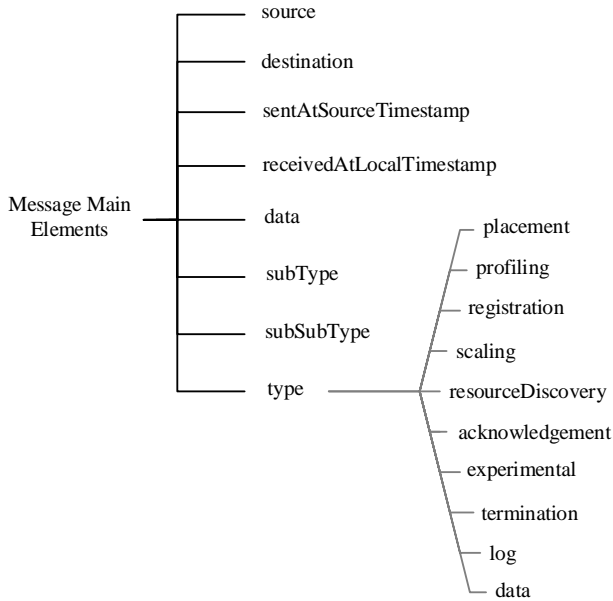 source
destination
sentAtSourceTimestamp
receivedAtLocalTimestamp
Message Main
Elements
data
subType
subSubType
type
placement
profiling
registration
scaling
resourceDiscovery
acknowledgement
experimental
termination
log
data